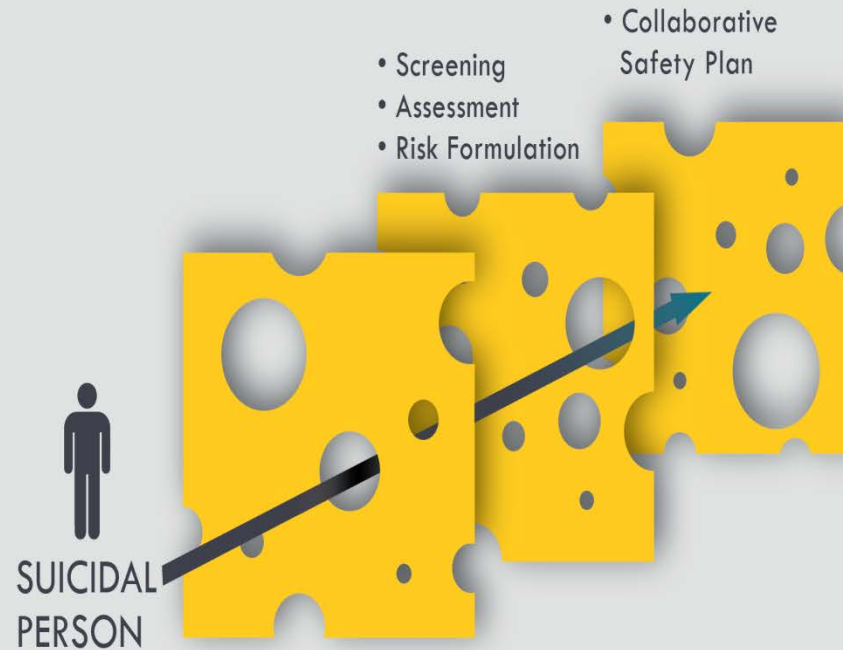 • Collaborative
Safety Plan
• Screening
• Assessment
• Risk Formulation
SUICIDAL
PERSON